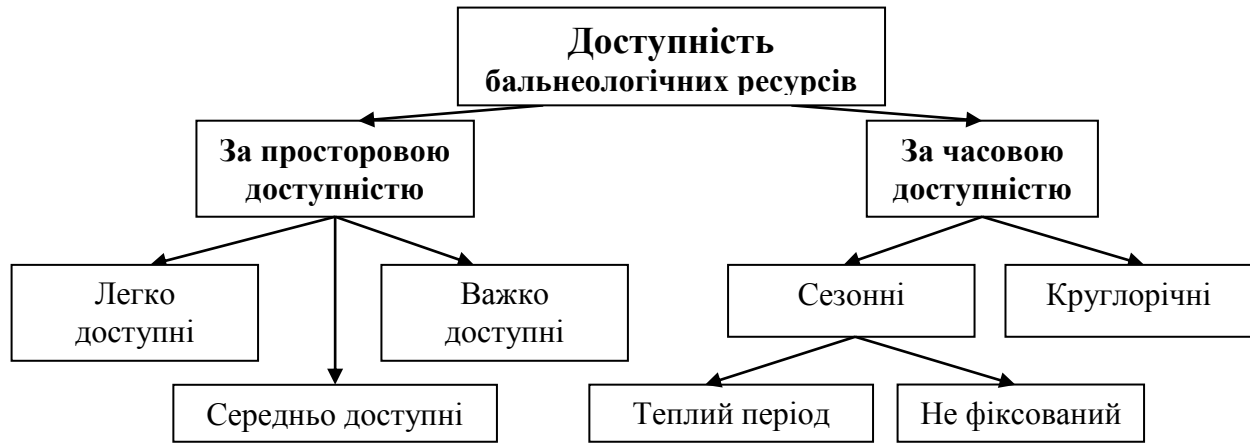 Доступність
бальнеологічних ресурсів
За просторовою
доступністю
За часовою
доступністю
Легко
доступні
Важко
доступні
Сезонні
Круглорічні
Середньо доступні
Теплий період
Не фіксований